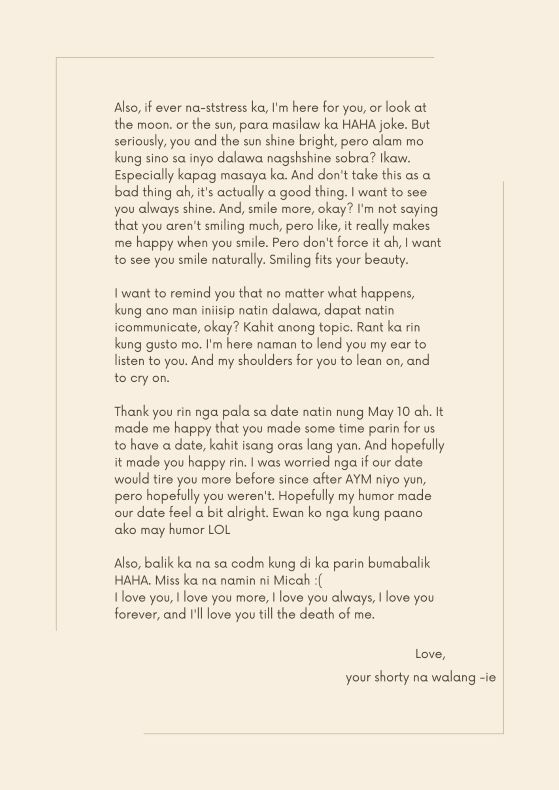 Also, if ever na-ststress ka, I'm here for you, or look at
the moon. or the sun, para masilaw ka HAHA joke. But
seriously, you and the sun shine bright, pero alam mo
kung sino sa inyo dalawa nagshshine sobra? Ikaw.
Especially kapag masaya ka. And don't take this as a
bad thing ah, it's actually a good thing. I want to see
you always shine. And, smile more, okay? I'm not saying
that you aren't smiling much, pero like, it really makes
me happy when you smile. Pero don't force it ah, I want
to see you smile naturally. Smiling fits your beauty.

I want to remind you that no matter what happens,
kung ano man iniisip natin dalawa, dapat natin
icommunicate, okay? Kahit anong topic. Rant ka rin
kung gusto mo. I'm here naman to lend you my ear to
listen to you. And my shoulders for you to lean on, and
to cry on.

Thank you rin nga pala sa date natin nung May 10 ah. It
made me happy that you made some time parin for us
to have a date, kahit isang oras lang yan. And hopefully
it made you happy rin. I was worried nga if our date
would tire you more before since after AYM niyo yun,
pero hopefully you weren't. Hopefully my humor made
our date feel a bit alright. Ewan ko nga kung paano
ako may humor LOL

Also, balik ka na sa codm kung di ka parin bumabalik
HAHA. Miss ka na namin ni Micah :(
I love you, I love you more, I love you always, I love you
forever, and I'll love you till the death of me.

Love,
your shorty na walang -ie